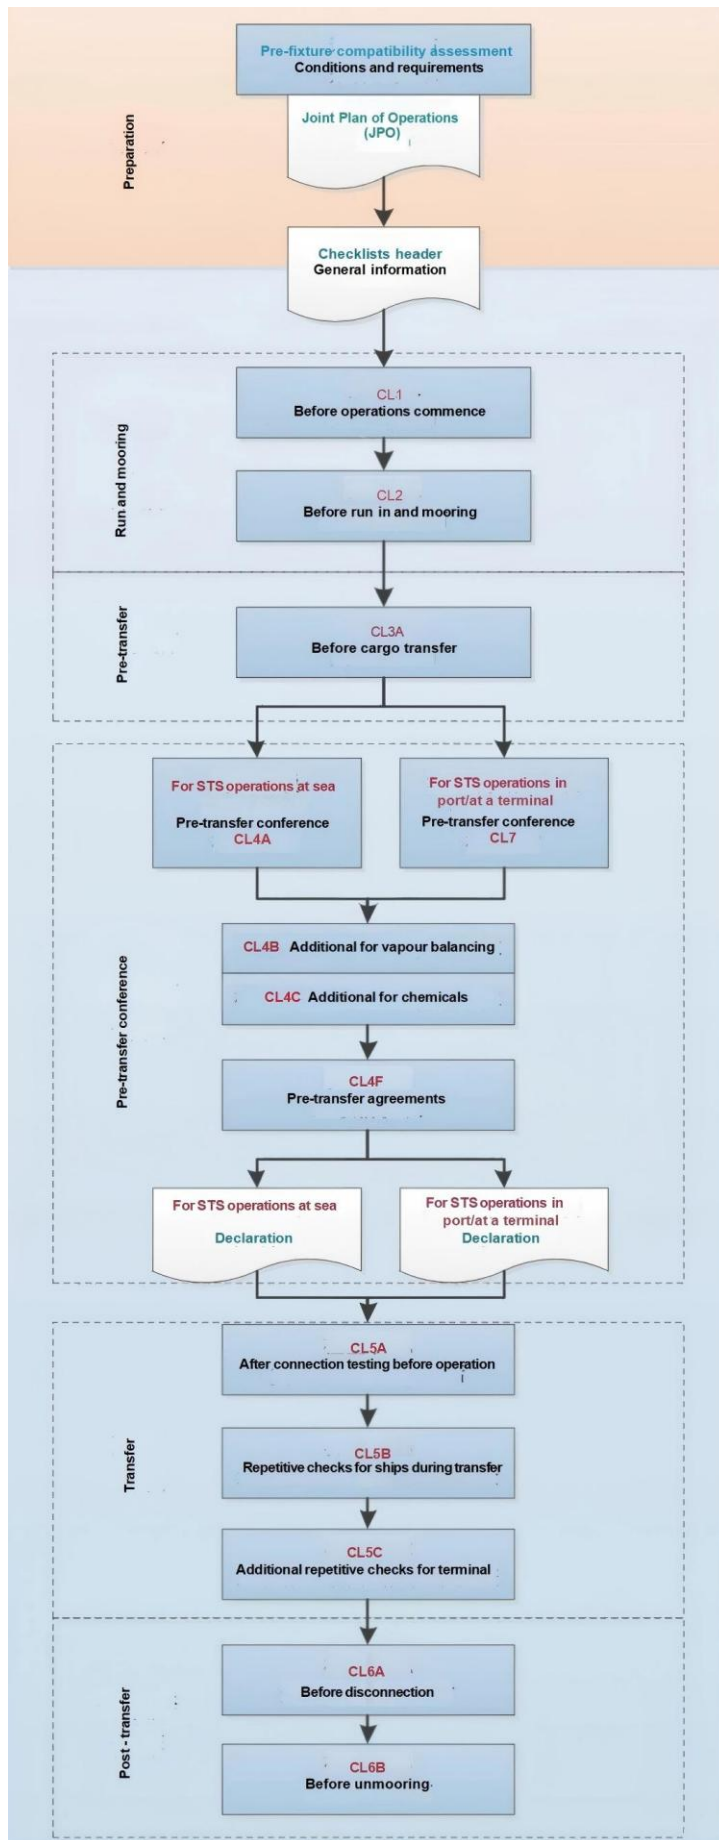 Pre-fixture compatibility assessment
Conditions and requirements
Joint Plan of Operations
(JPO)
Preparation
Checklists header
General information
Run and mooring
CL1
Before operations commence
CL2
Before run in and mooring
Pre-transfer
CL3A
Before cargo transfer
Pre-transfer conference
For STS operations at sea
Pre-transfer conference
CL4A
For STS operations in
port/at a terminal
Pre-transfer conference
CL7
CL4B Additional for vapour balancing
CL4C Additional for chemicals
CL4F
Pre-transfer agreements
For STS operations at sea
Declaration
For STS operations in
port/at a terminal
Declaration
Transfer
CL5A
After connection testing before operation
CL5B
Repetitive checks for ships during transfer
CL5C
Additional repetitive checks for terminal
Post - transfer
CL6A
Before disconnection
CL6B
Before unmooring